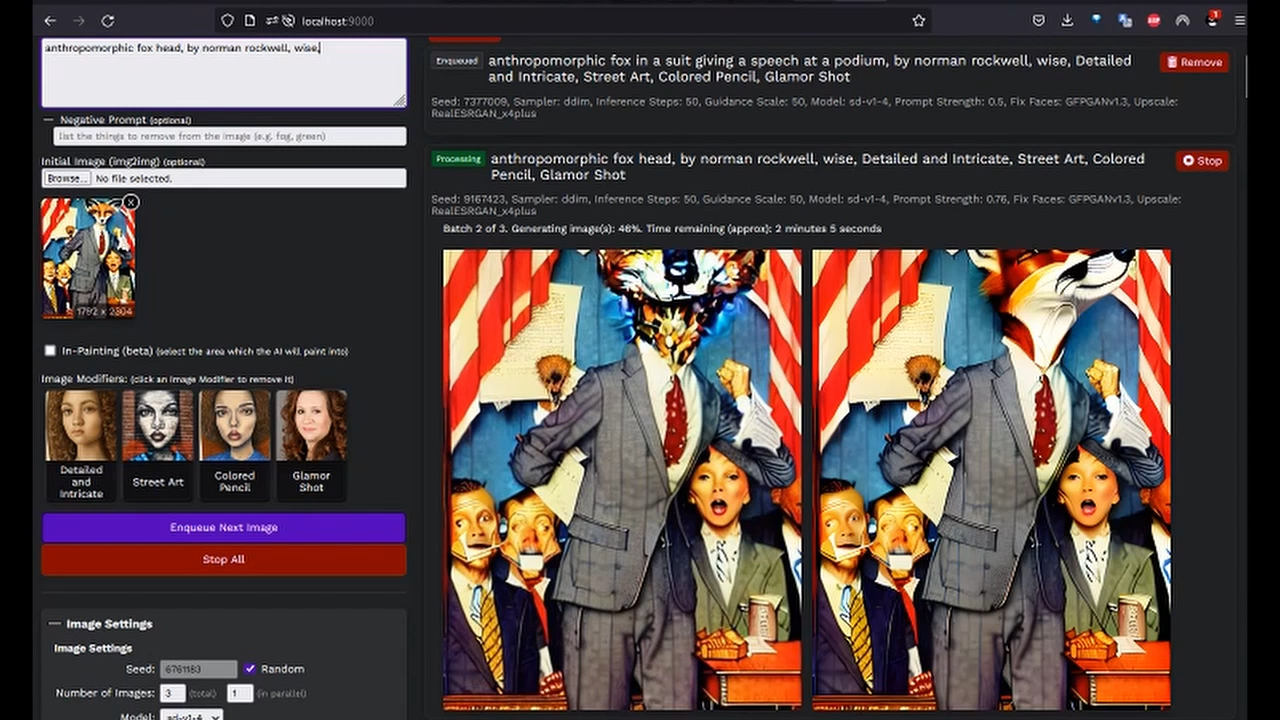 localhost:9000
1
anthropomorphic fox head, by norman rockwell, wise,
Negative Prompt (optional)
list the things to remove from the image (e.g. fog, green)
Initial Image (img2img) (optional)
Browse... No file selected.
X
1792 x 2304
In-Painting (beta) (select the area which the AI will paint into)
Image Modifiers: (click an Image Modifier to remove it)
Detailed
and
Intricate
Street Art
Colored
Pencil
Glamor
Shot
Enqueue Next Image
Stop All
Image Settings
Image Settings
Seed: 6761183 Random
Number of Images: 3 (total) 1 (in parallel)
Model: sd-v1-4
Enqueued anthropomorphic fox in a suit giving a speech at a podium, by norman rockwell, wise, Detailed
and Intricate, Street Art, Colored Pencil, Glamor Shot
Remove
Seed: 7377009, Sampler: ddim, Inference Steps: 50, Guidance Scale: 50, Model: sd-v1-4, Prompt Strength: 0.5, Fix Faces: GFPGANv1.3, Upscale:
RealESRGAN_x4plus
Processing anthropomorphic fox head, by norman rockwell, wise, Detailed and Intricate, Street Art, Colored
Pencil, Glamor Shot
Stop
Seed: 9167423, Sampler: ddim, Inference Steps: 50, Guidance Scale: 50, Model: sd-v1-4, Prompt Strength: 0.76, Fix Faces: GFPGANv1.3, Upscale:
RealESRGAN_x4plus
Batch 2 of 3. Generating image(s): 46%. Time remaining (approx): 2 minutes 5 seconds